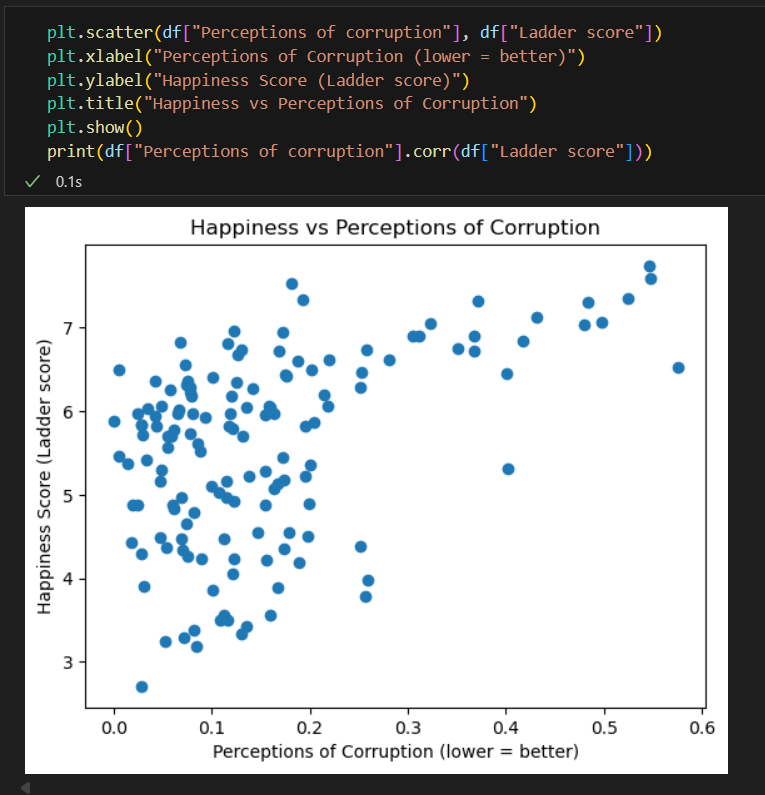 plt.scatter(df["Perceptions of corruption"], df["Ladder score"])
plt.xlabel("Perceptions of Corruption (lower = better)")
plt.ylabel("Happiness Score (Ladder score)")
plt.title("Happiness vs Perceptions of Corruption")
plt.show()
print(df["Perceptions of corruption"].corr(df["Ladder score"]))
✓ 0.1s
Happiness vs Perceptions of Corruption
Happiness Score (Ladder score)
7
6
5
4
3
0.0 0.1 0.2 0.3 0.4 0.5 0.6
Perceptions of Corruption (lower = better)